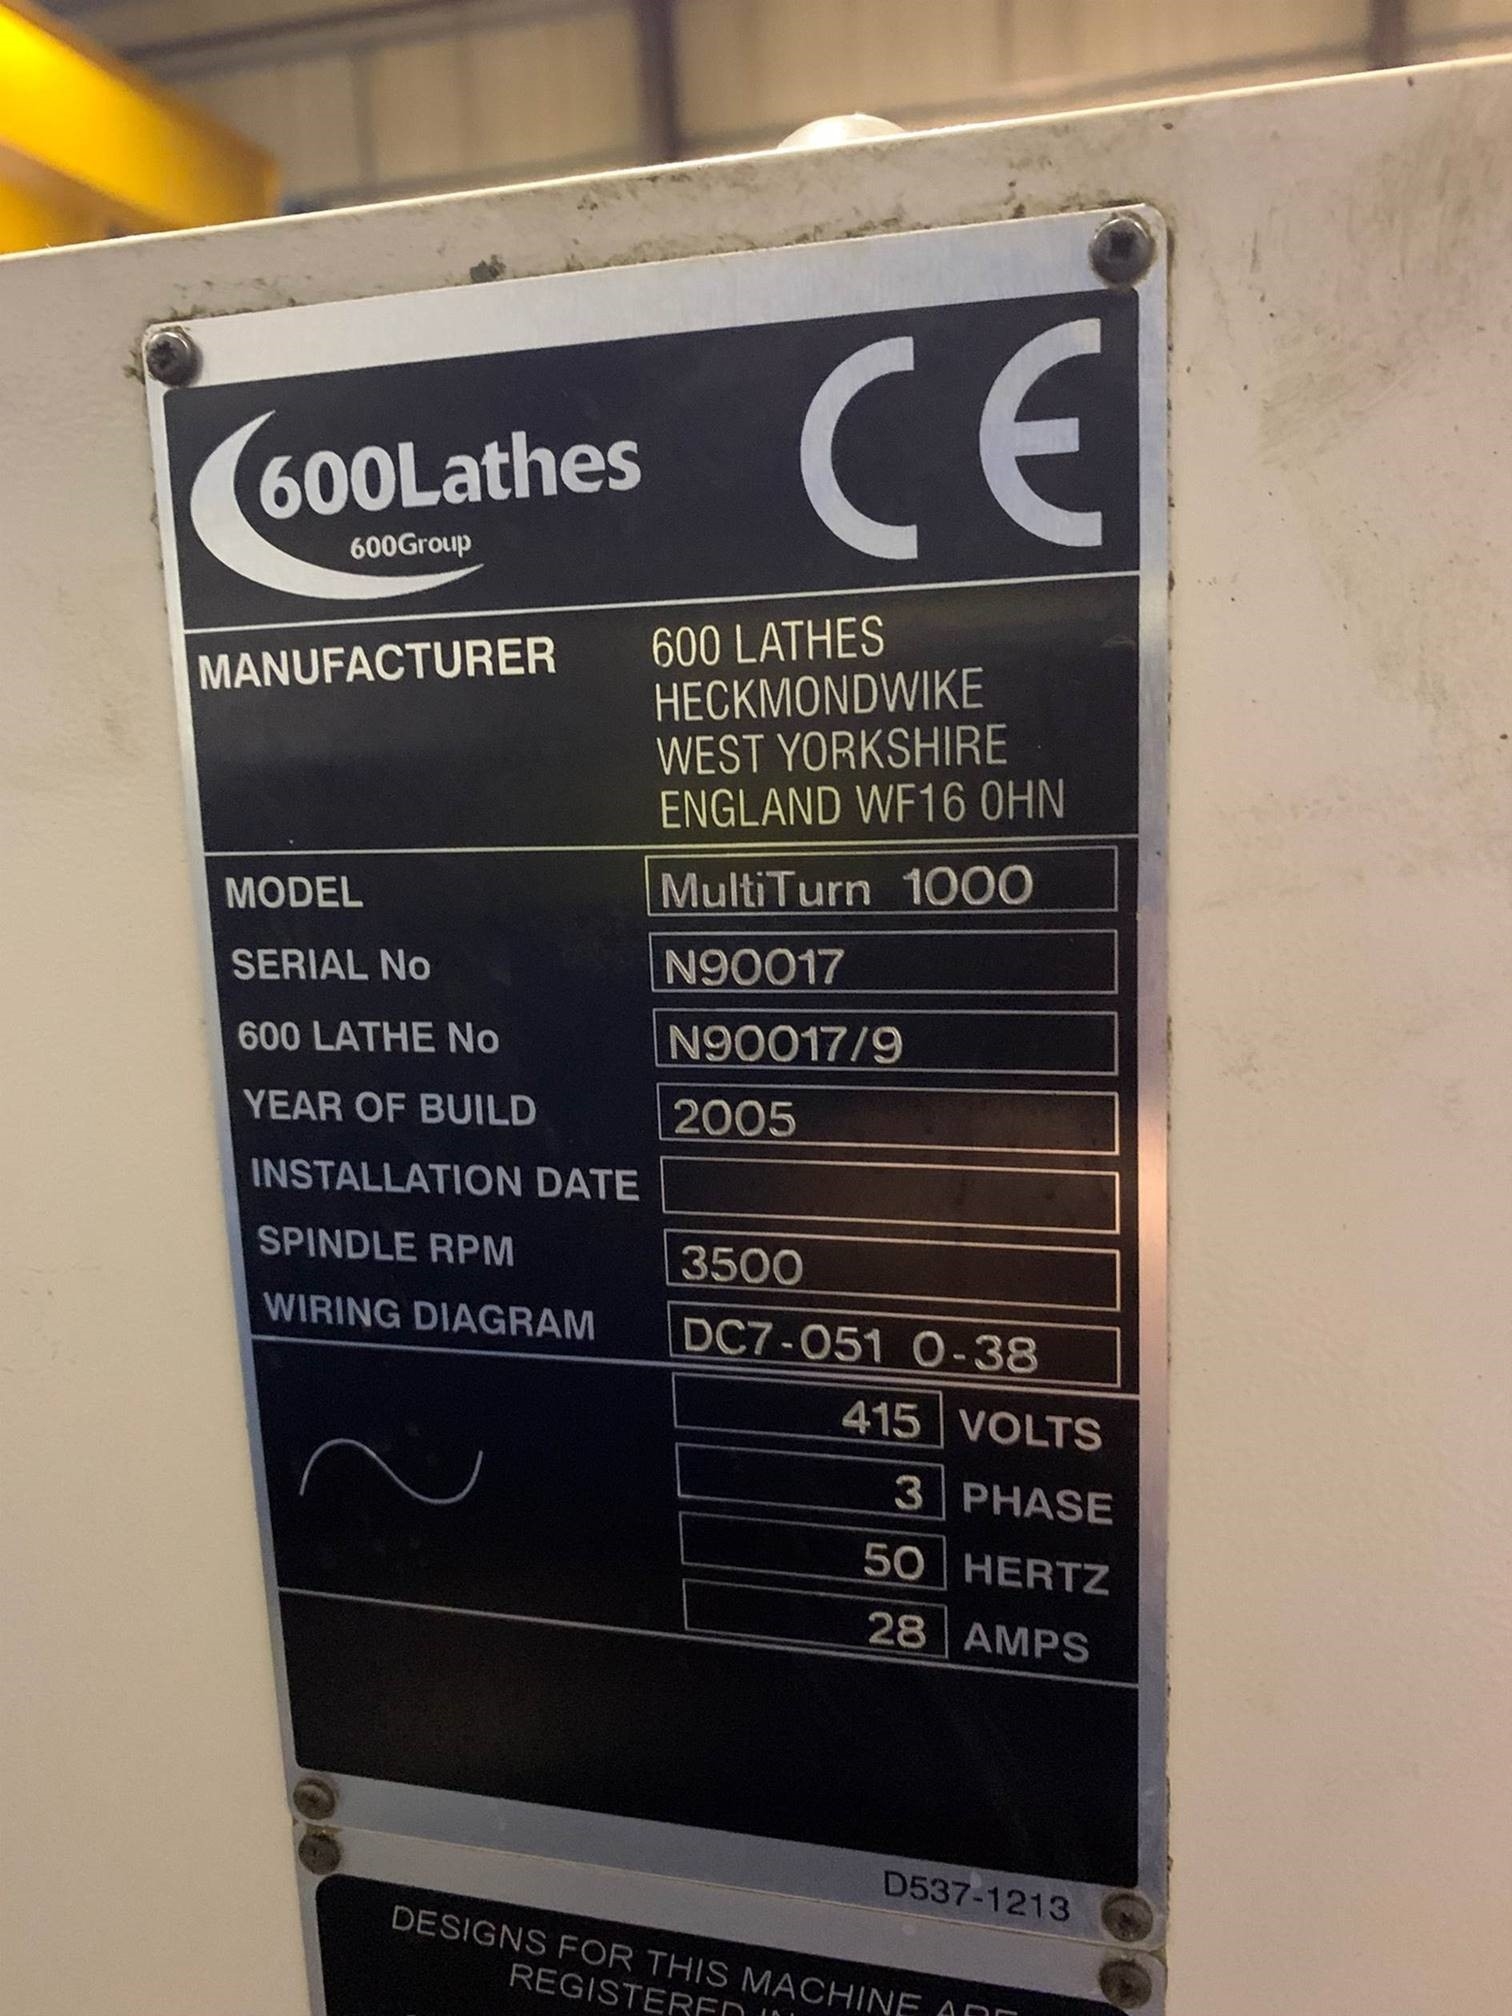 600Lathes
600Group
CE
MANUFACTURER 600 LATHES
HECKMONDWIKE
WEST YORKSHIRE
ENGLAND WF16 0HN
MODEL MultiTurn 1000
SERIAL No N90017
600 LATHE No N90017/9
YEAR OF BUILD 2005
INSTALLATION DATE
SPINDLE RPM 3500
WIRING DIAGRAM DC7-051 0-38
415 VOLTS
3 PHASE
50 HERTZ
28 AMPS
D537-1213
DESIGNS FOR THIS MACHINE ARE
REGISTERED